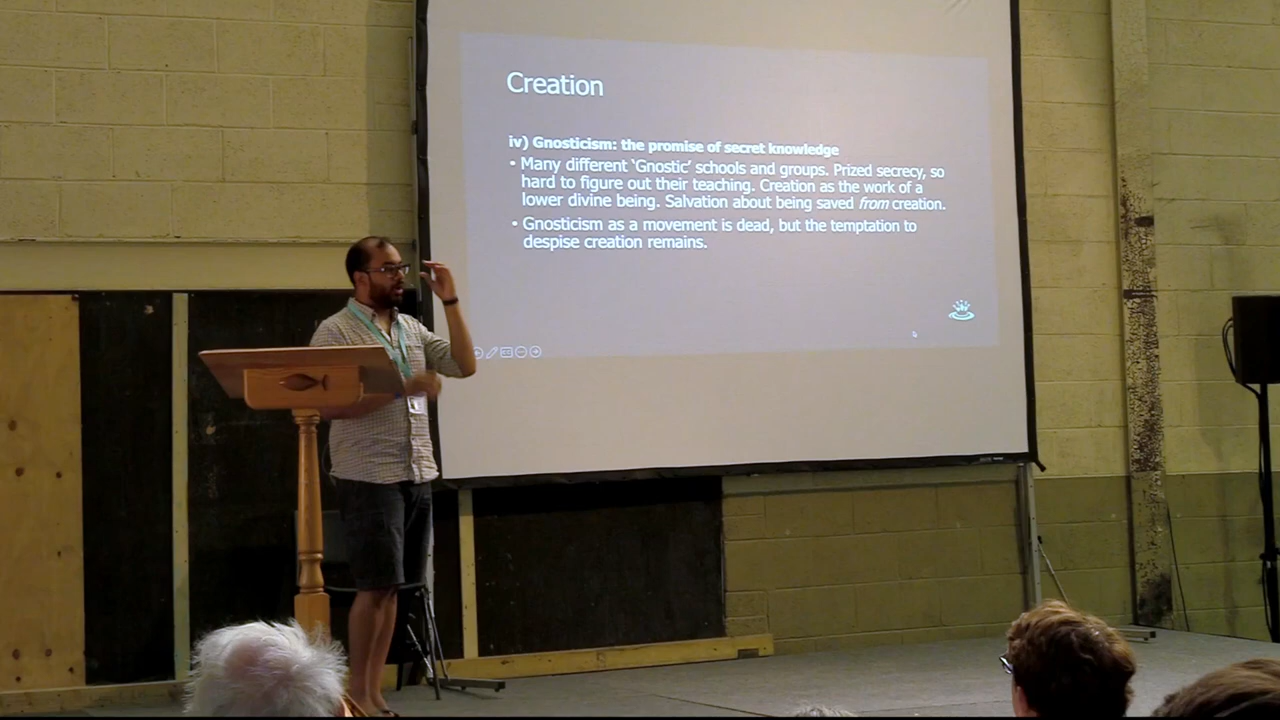 Creation
iv) Gnosticism: the promise of secret knowledge
• Many different ‘Gnostic’ schools and groups. Prized secrecy, so
hard to figure out their teaching. Creation as the work of a
lower divine being. Salvation about being saved from creation.
• Gnosticism as a movement is dead, but the temptation to
despise creation remains.